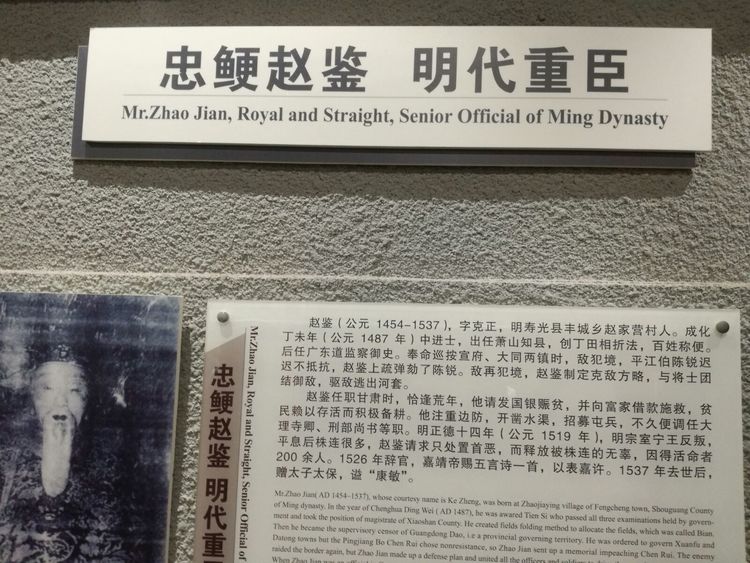 忠鲠赵鉴 明代重臣
Mr.Zhao Jian, Royal and Straight, Senior Official of Ming Dynasty
赵鉴（公元 1454-1537），字克正，明寿光县丰城乡赵家营村人。成化
丁未年（公元 1487 年）中进士，出任萧山知县，创丁田相折法，百姓称便。
后任广东道监察御史。奉命巡按宣府、大同两镇时，敌犯境，平江伯陈锐迟
迟不抵抗，赵鉴上疏弹劾了陈锐。敌再犯境，赵鉴制定克敌方略，与将士团
结御敌，驱敌逃出河套。
赵鉴任职甘肃时，恰逢荒年，他请发国银赈贫，并向富家借款施救，贫
民赖以存活而积极备耕。他注重边防，开凿水渠，招募屯兵，不久便调任大
理寺卿、刑部尚书等职。明正德十四年（公元 1519 年），明宗室宁王反叛，
平息后株连很多，赵鉴请求只处置首恶，而释放被株连的无辜，因得活命者
200 余人。1526 年辞官，嘉靖帝赐五言诗一首，以表嘉许。1537 年去世后，
赠太子太保，谥“康敏”。
Mr.Zhao Jian( AD 1454–1537), whose courtesy name is Ke Zheng, was born at Zhaojiaying village of Fengcheng town, Shouguang County
of Ming dynasty. In the year of Chenghua Ding Wei ( AD 1487), he was awarded Tien Si who passed all three examinations held by govern-
ment and took the position of magistrate of Xiaoshan County. He created fields folding method to allocate the fields, which was called Bian.
Then he became the supervisory censor of Guangdong Dao, i.e a provincial governing territory. He was ordered to govern Xuanfu and
Datong towns but the Pingjiang Bo Chen Rui chose nonresistance, so Zhao Jian sent up a memorial impeaching Chen Rui. The enemy
raided the border again, but Zhao Jian made up a defense plan and united all the officers and soldiers
When Zhao Jian was
忠鲠赵鉴 明代重
Mr.Zhao Jian, Royal and Straight, Senior Official of